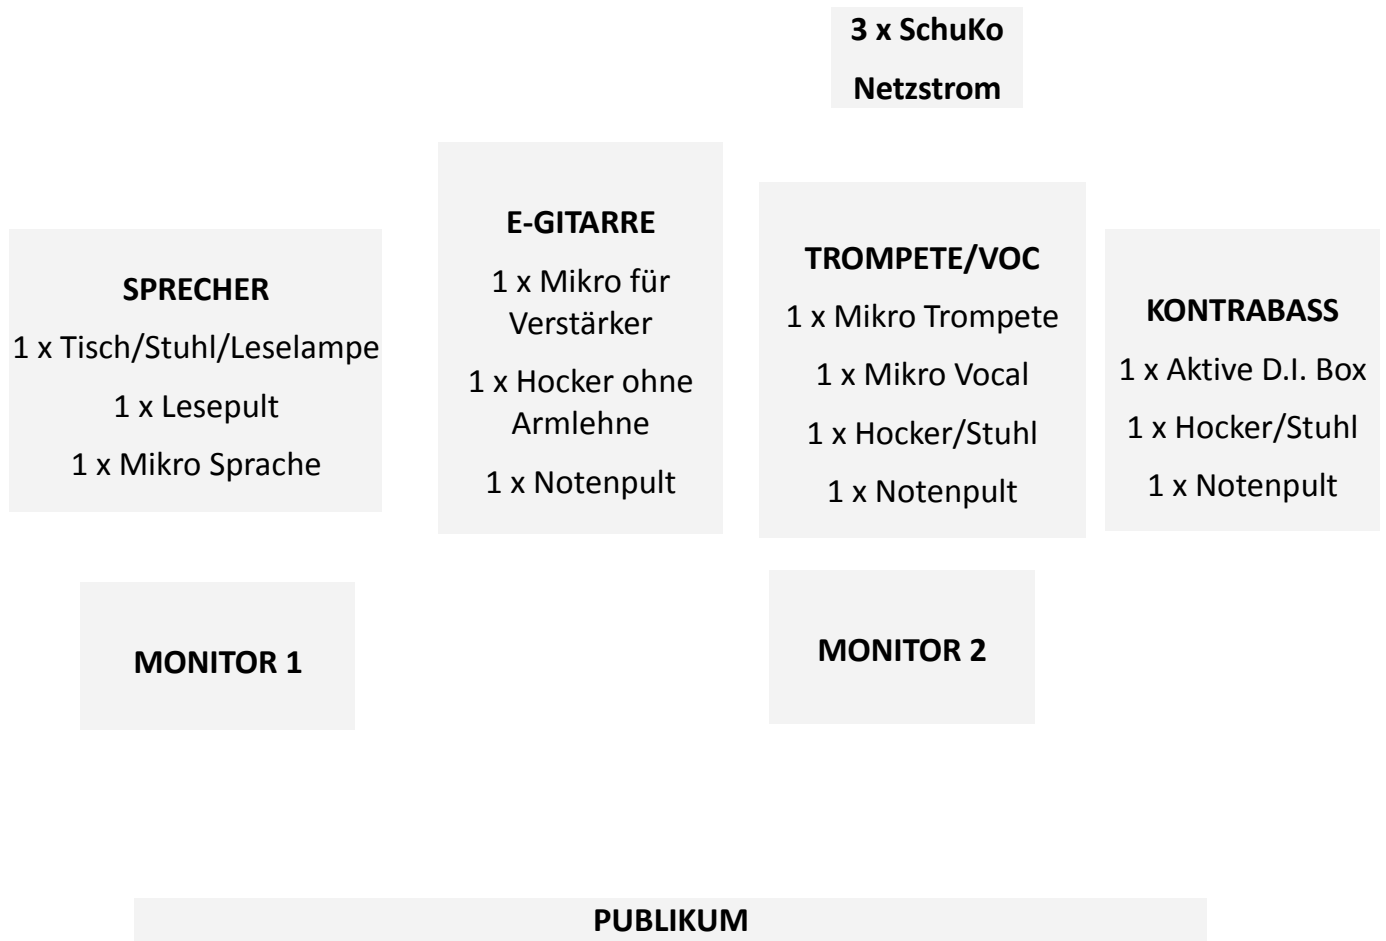 3 x SchuKo
Netzstrom
SPRECHER
1 x Tisch/Stuhl/Leselampe
1 x Lesepult
1 x Mikro Sprache
E-GITARRE
1 x Mikro für
Verstärker
1 x Hocker ohne
Armlehne
1 x Notenpult
TROMPETE/VOC
1 x Mikro Trompete
1 x Mikro Vocal
1 x Hocker/Stuhl
1 x Notenpult
KONTRABASS
1 x Aktive D.I. Box
1 x Hocker/Stuhl
1 x Notenpult
MONITOR 1
MONITOR 2
PUBLIKUM